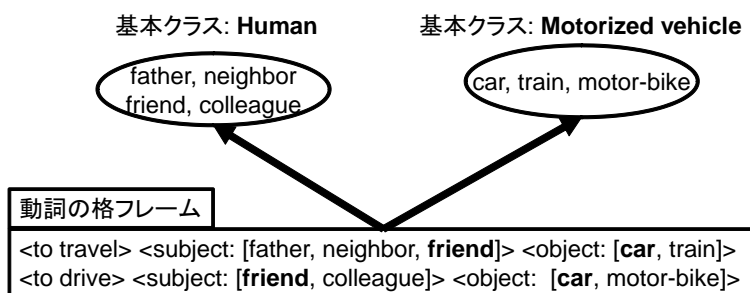 基本クラス: Human
基本クラス: Motorized vehicle
father, neighbor
friend, colleague
car, train, motor-bike
動詞の格フレーム
<to travel> <subject: [father, neighbor, friend]> <object: [car, train]>
<to drive> <subject: [friend, colleague]> <object: [car, motor-bike]>